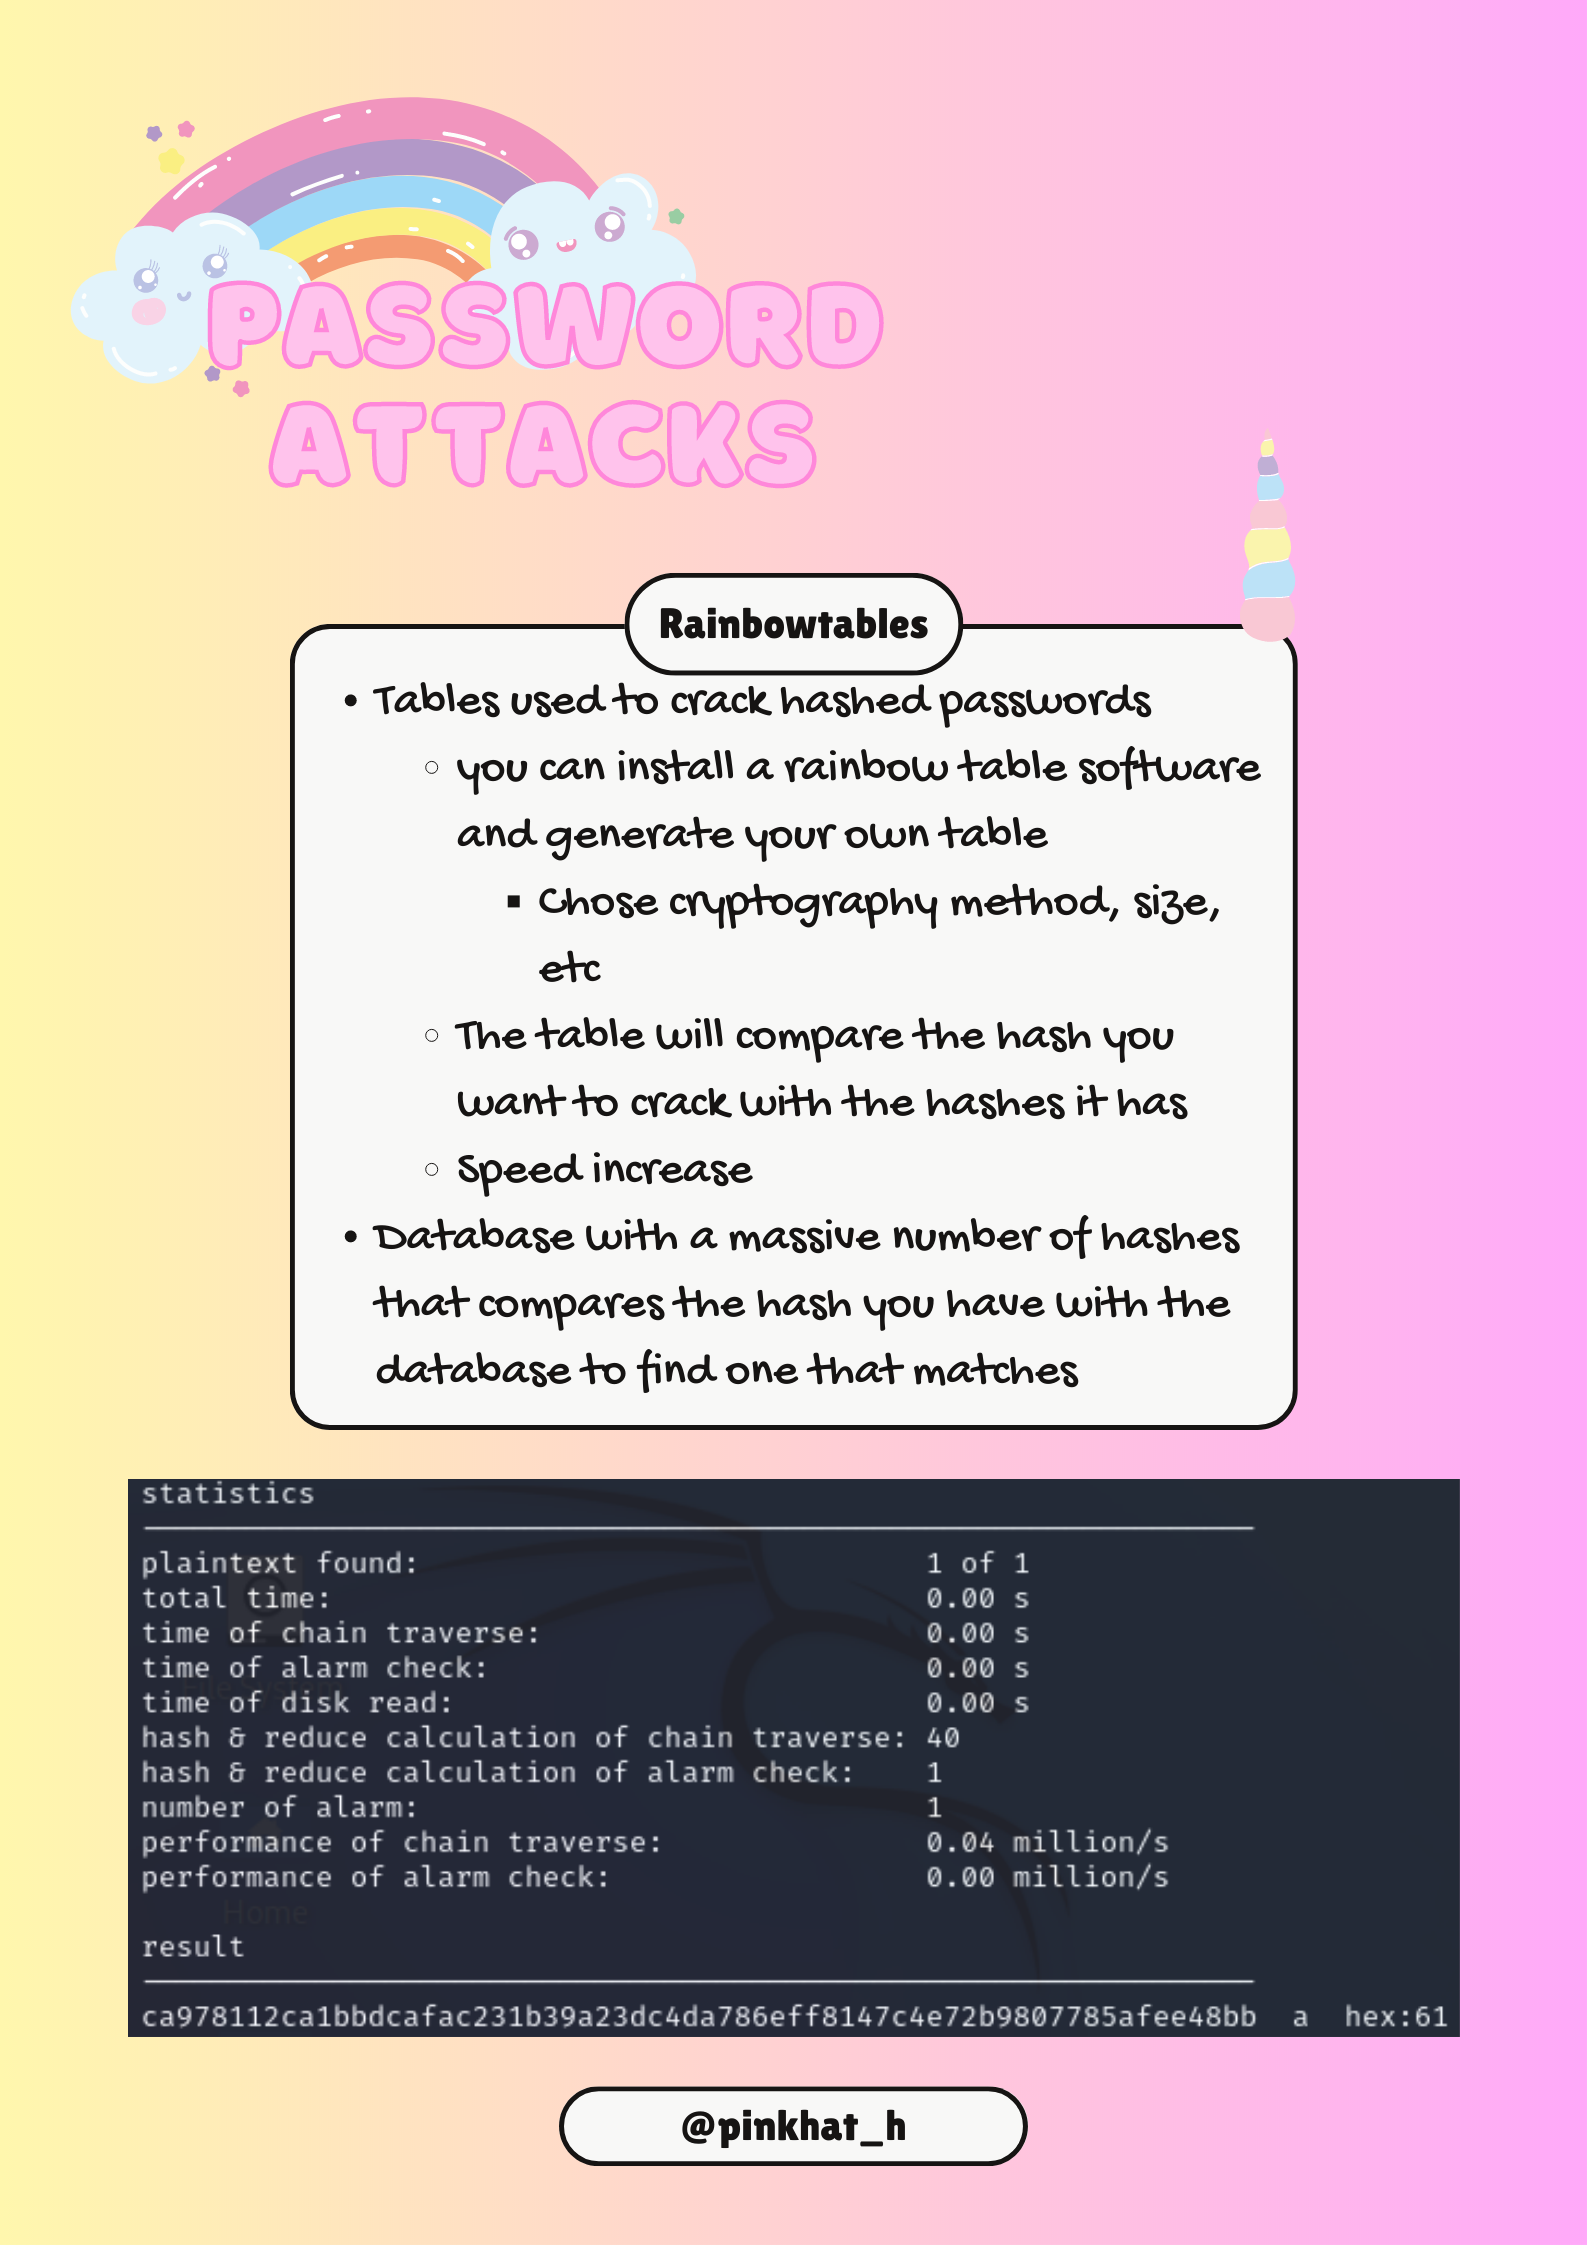 PASSWORD
ATTACKS
Rainbowtables
• Tables used to crack hashed passwords
○ you can install a rainbow table software
and generate your own table
▪ Chose cryptography method, size,
etc
○ The table will compare the hash you
want to crack with the hashes it has
○ Speed increase
• Database with a massive number of hashes
that compares the hash you have with the
database to find one that matches
statistics
plaintext found: 1 of 1
total time: 0.00 s
time of chain traverse: 0.00 s
time of alarm check: 0.00 s
File System
time of disk read: 0.00 s
hash & reduce calculation of chain traverse: 40
hash & reduce calculation of alarm check: 1
number of alarm: 1
performance of chain traverse: 0.04 million/s
performance of alarm check: 0.00 million/s
Home
result
ca978112ca1bbdcafac231b39a23dc4da786eff8147c4e72b9807785afee48bb a hex:61
@pinkhat_h